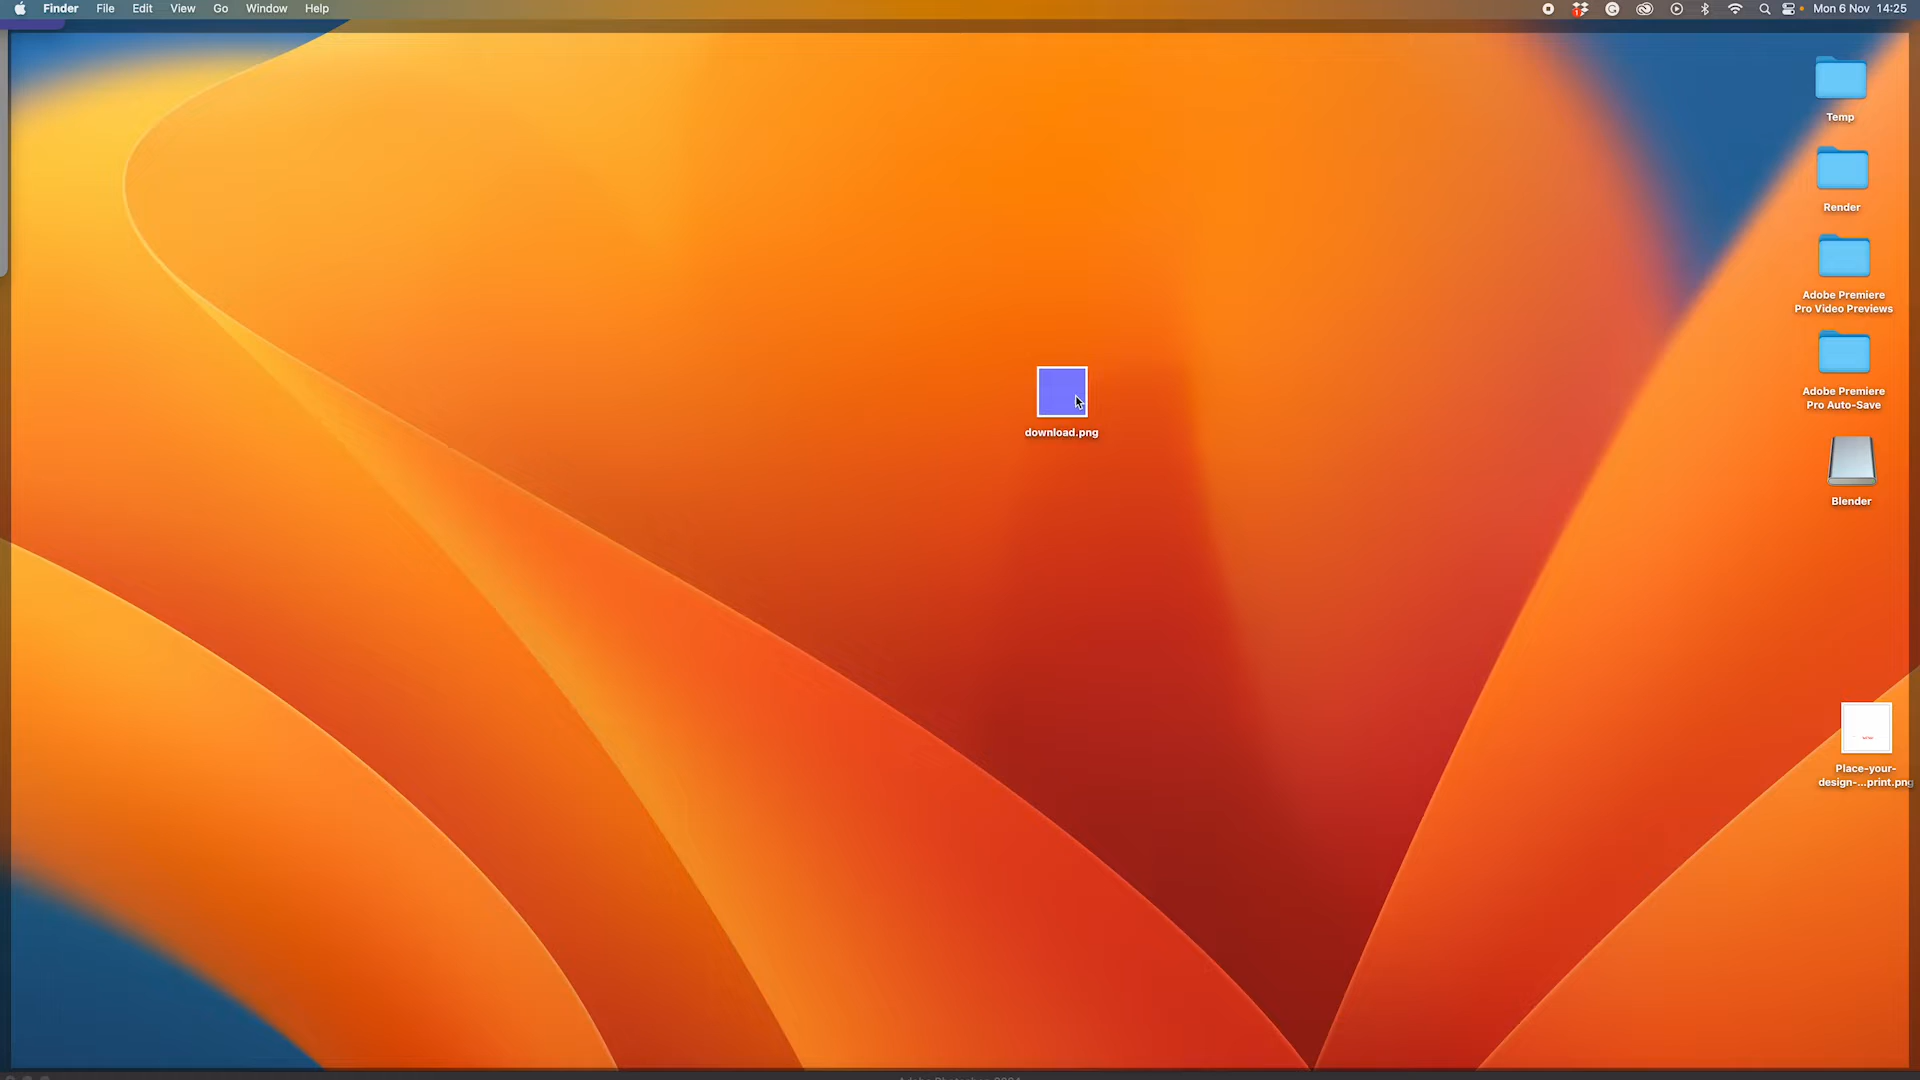 Finder File Edit View Go Window Help
Mon 6 Nov 14:25
Temp
Render
Adobe Premiere
Pro Video Previews
Adobe Premiere
Pro Auto-Save
Blender
download.png
Place-your-
design-...print.png